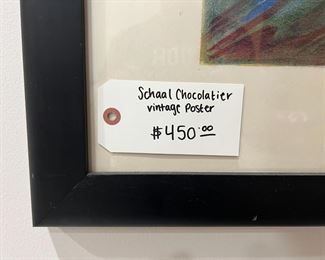 Schaal Chocolatier
vintage Poster
$450.00